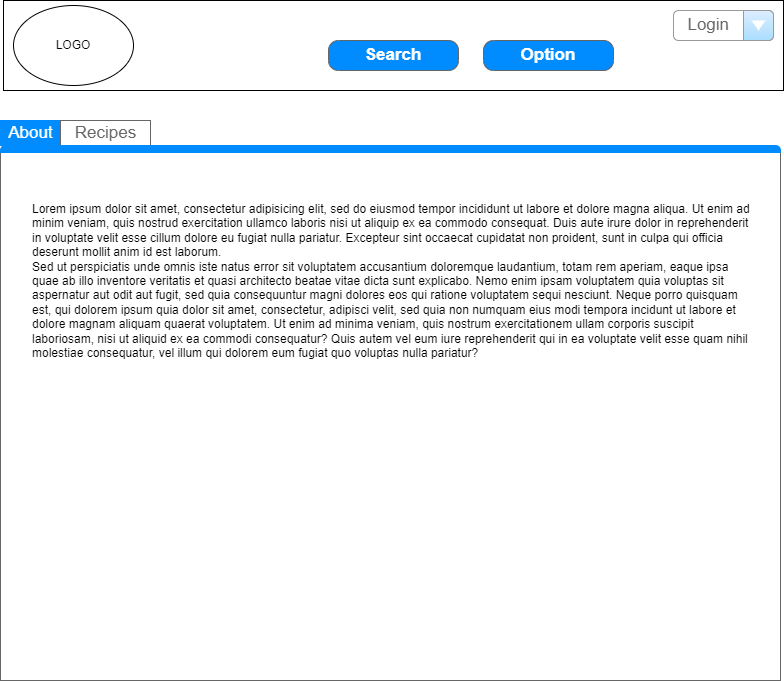 LOGO
Login
Search
Option
About
Recipes
Lorem ipsum dolor sit amet, consectetur adipisicing elit, sed do eiusmod tempor incididunt ut labore et dolore magna aliqua. Ut enim ad
minim veniam, quis nostrud exercitation ullamco laboris nisi ut aliquip ex ea commodo consequat. Duis aute irure dolor in reprehenderit
in voluptate velit esse cillum dolore eu fugiat nulla pariatur. Excepteur sint occaecat cupidatat non proident, sunt in culpa qui officia
deserunt mollit anim id est laborum.
Sed ut perspiciatis unde omnis iste natus error sit voluptatem accusantium doloremque laudantium, totam rem aperiam, eaque ipsa
quae ab illo inventore veritatis et quasi architecto beatae vitae dicta sunt explicabo. Nemo enim ipsam voluptatem quia voluptas sit
aspernatur aut odit aut fugit, sed quia consequuntur magni dolores eos qui ratione voluptatem sequi nesciunt. Neque porro quisquam
est, qui dolorem ipsum quia dolor sit amet, consectetur, adipisci velit, sed quia non numquam eius modi tempora incidunt ut labore et
dolore magnam aliquam quaerat voluptatem. Ut enim ad minima veniam, quis nostrum exercitationem ullam corporis suscipit
laboriosam, nisi ut aliquid ex ea commodi consequatur? Quis autem vel eum iure reprehenderit qui in ea voluptate velit esse quam nihil
molestiae consequatur, vel illum qui dolorem eum fugiat quo voluptas nulla pariatur?